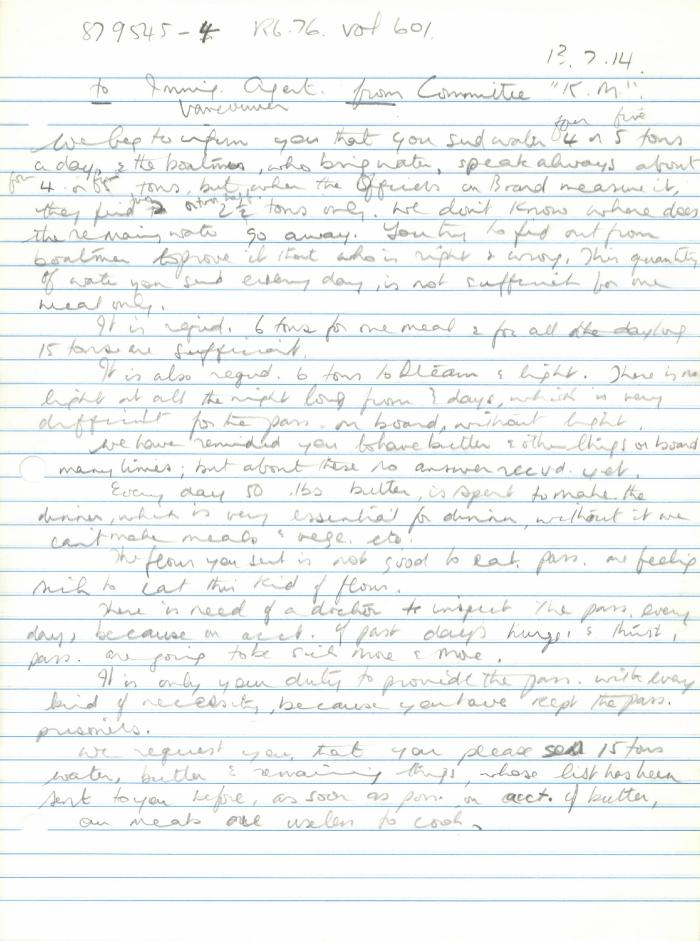 879545-4 RG.76. vol 601.
13.7.14.
to Immig. Agent. from Committee "K.M".
Vancouver
four five
We beg to inform you that you send water 4 or 5 tons
a day, & the boatmen, who bring water, speak always about
four five
4 or 5 tons, but, when the Officers on Board measure it,
they find 2 or 2½ tons only. We don't know where does
the remaining water go away. You try to find out from
boatmen to prove it that who is right & wrong. This quantity
of water you send every day, is not sufficient for one
meal only.
It is reqid. 6 tons for one meal & for all the day long
15 tons are sufficient.
It is also reqd. 6 tons to Steam & light. There is no
light at all the night long from 3 days, which is very
difficult for the pass. on board, without light.
We have reminded you to have butter & other things on board
many times; but about these no answer recvd. yet.
Every day 50 lbs butter, is spent to make the
dinner, which is very essential for dinner, without it we
can't make meals & vege. etc.
The flour you sent is not good to eat. pass. are feeling
sick to eat this kind of flour.
There is need of a doctor to inspect the pass. every
day, because on acct. of past days hunger & thirst,
pass. are going to be sick more & more.
It is only your duty to provide the pass. with every
kind of necessity, because you have kept the pass.
prisoners.
We request you, that you please send 15 tons
water, butter & remaining things, whose list has been
sent to you before, as soon as poss. on acct. of butter,
our meals are useless to cook.